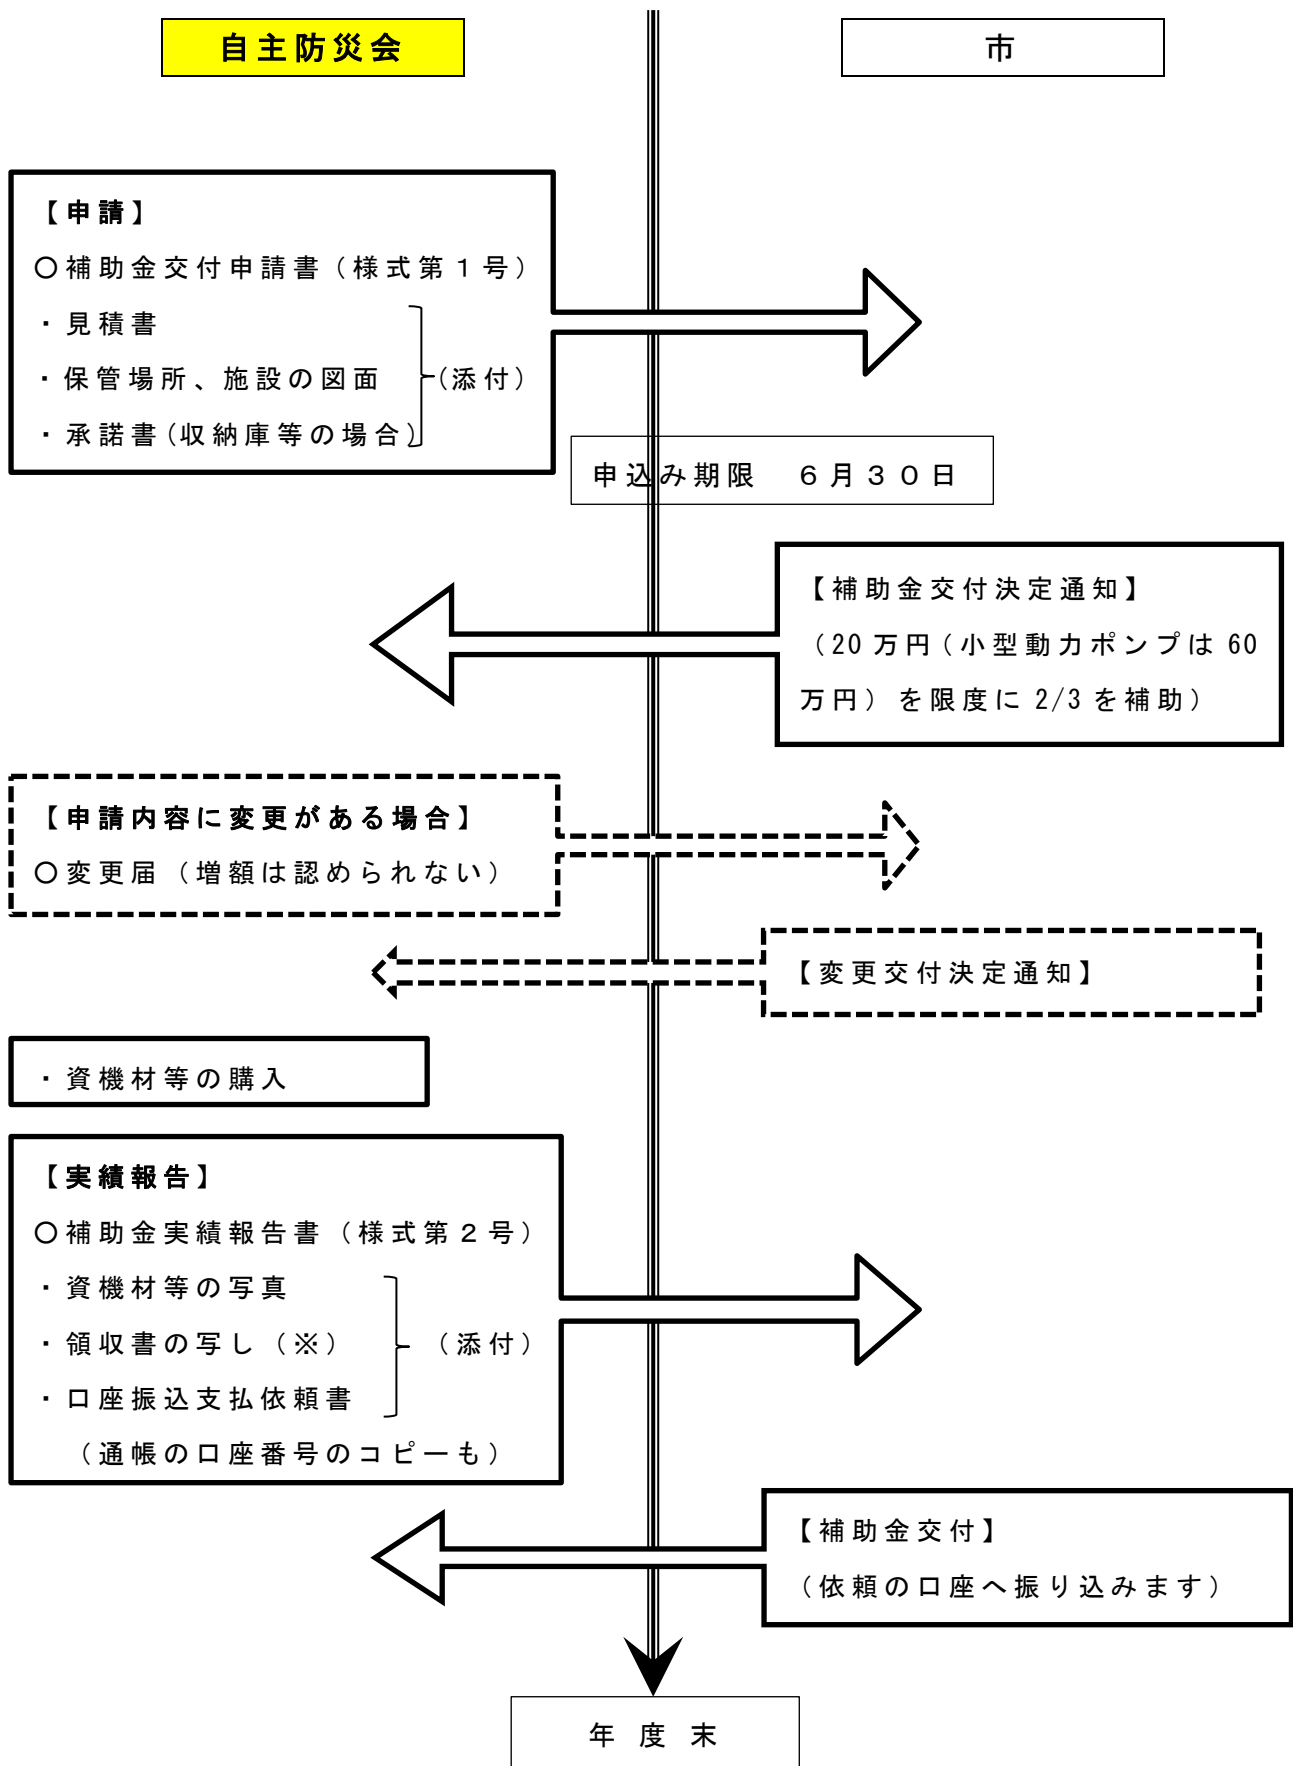 自主防災会
市
【申請】
○補助金交付申請書（様式第１号）
・見積書
・保管場所、施設の図面
(添付）
・承諾書(収納庫等の場合）
申込み期限　６月３０日
【補助金交付決定通知】
（20万円(小型動力ポンプは60
万円）を限度に2/3を補助）
【申請内容に変更がある場合】
○変更届（増額は認められない）
【変更交付決定通知】
・資機材等の購入
【実績報告】
○補助金実績報告書（様式第２号）
・資機材等の写真
・領収書の写し（※）
（添付）
・口座振込支払依頼書
（通帳の口座番号のコピーも）
【補助金交付】
（依頼の口座へ振り込みます）
年度末